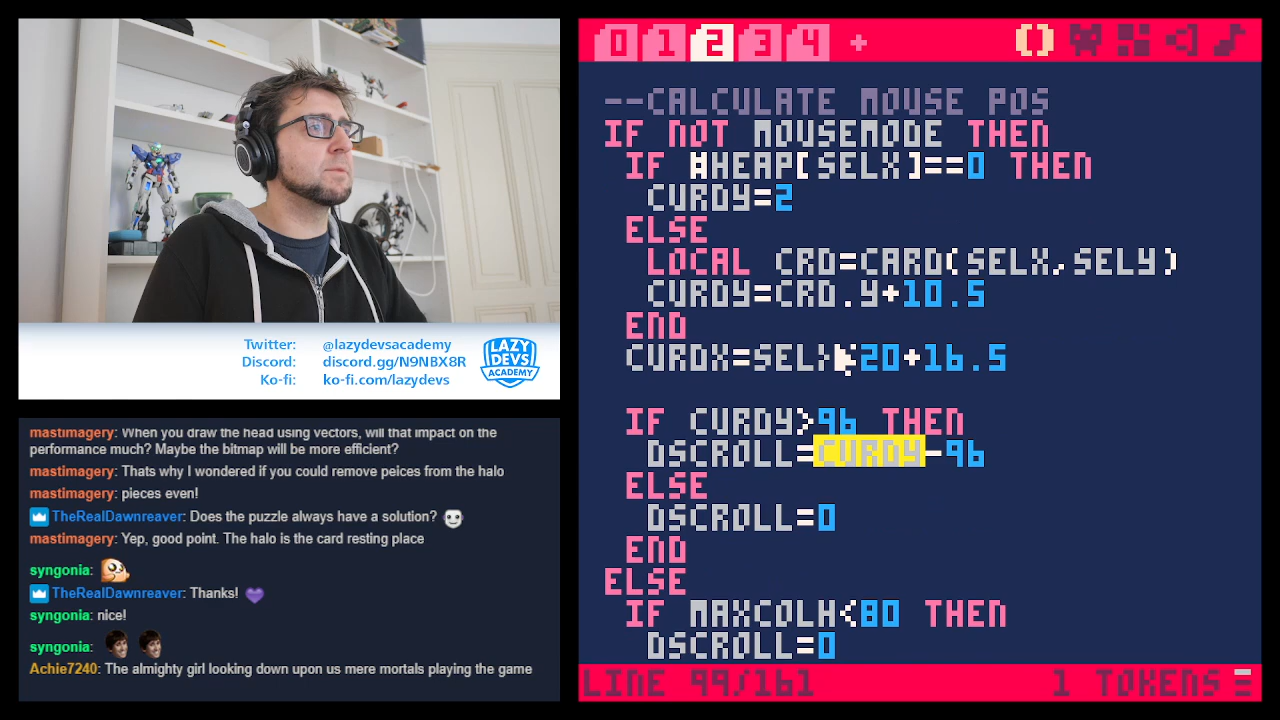 Twitter: @lazydevsacademy
Discord: discord.gg/N9NBX8R
Ko-fi: ko-fi.com/lazydevs
LAZY
DEVS
ACADEMY
mastimagery: When you draw the head using vectors, will that impact on the
performance much? Maybe the bitmap will be more efficient?
mastimagery: Thats why I wondered if you could remove peices from the halo
mastimagery: pieces even!
TheRealDawnreaver: Does the puzzle always have a solution?
mastimagery: Yep, good point. The halo is the card resting place
syngonia:
TheRealDawnreaver: Thanks!
syngonia: nice!
syngonia:
Achie7240: The almighty girl looking down upon us mere mortals playing the game
0 1 2 3 4 +
--CALCULATE MOUSE POS
IF NOT MOUSEMODE THEN
IF #HEAP[SELX]==0 THEN
CURDY=2
ELSE
LOCAL CRD=CARD(SELX,SELY)
CURDY=CRD.Y+10.5
END
CURDX=SELX 20+16.5
IF CURDY>96 THEN
DSCROLL=CURDY-96
ELSE
DSCROLL=0
END
ELSE
IF MAXCOLH<80 THEN
DSCROLL=0
LINE 99/161
1 TOKENS